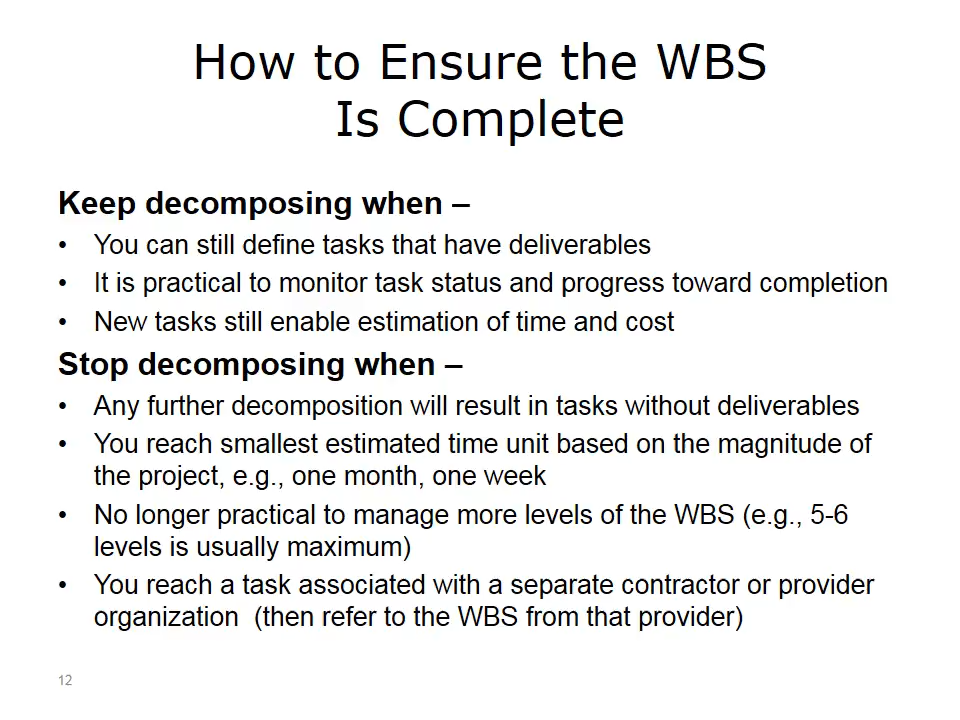 How to Ensure the WBS
Is Complete
Keep decomposing when –
• You can still define tasks that have deliverables
• It is practical to monitor task status and progress toward completion
• New tasks still enable estimation of time and cost
Stop decomposing when –
• Any further decomposition will result in tasks without deliverables
• You reach smallest estimated time unit based on the magnitude of
the project, e.g., one month, one week
• No longer practical to manage more levels of the WBS (e.g., 5-6
levels is usually maximum)
• You reach a task associated with a separate contractor or provider
organization  (then refer to the WBS from that provider)
12